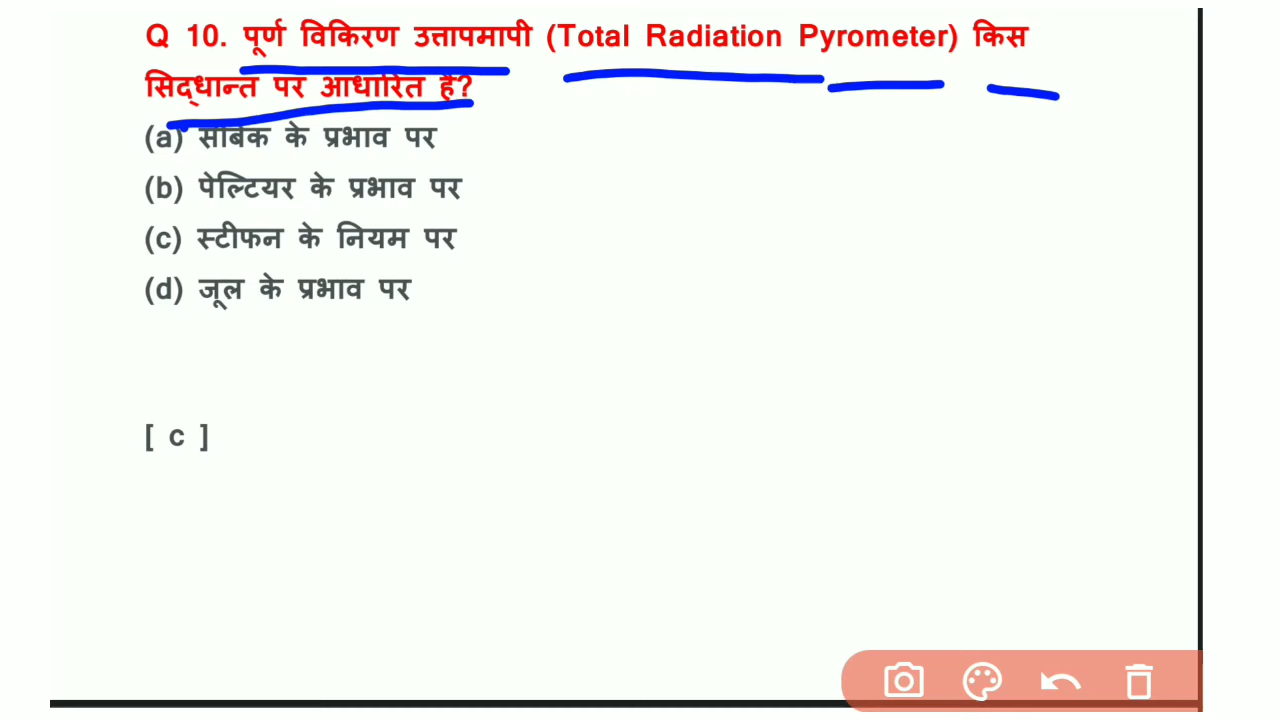 Q 10. पूर्ण विकिरण उत्तापमापी (Total Radiation Pyrometer) किस
सिद्धान्त पर आधारित है?
(a) सीबेक के प्रभाव पर
(b) पेल्टियर के प्रभाव पर
(c) स्टीफन के नियम पर
(d) जूल के प्रभाव पर
[ c ]